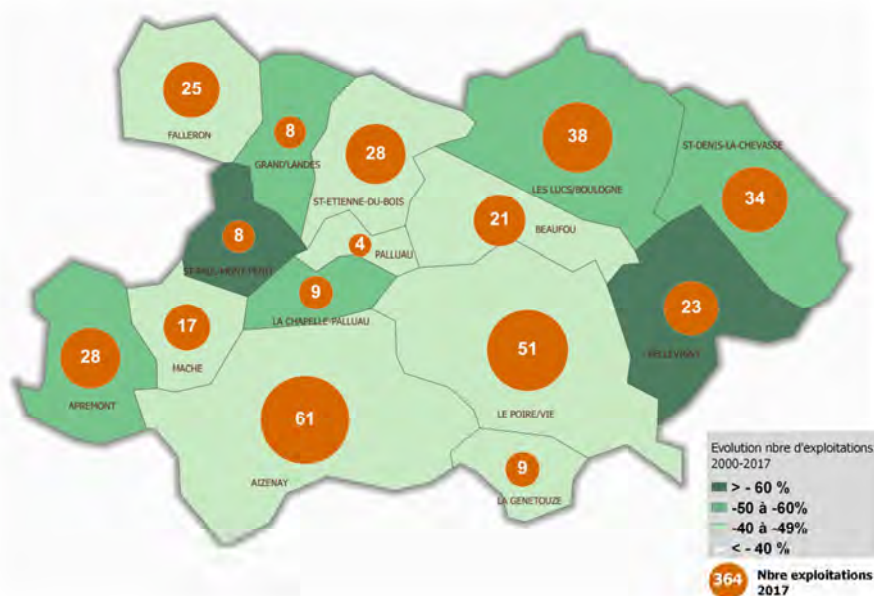 25
FALLERON
8
GRAND'LANDES
28
ST-ETIENNE-DU-BOIS
38
LES LUCS/BOULOGNE
ST-DENIS-LA-CHEVASSE
34
21
BEAUFOU
8
ST-PAUL-MONT-PENIT
4
PALLUAU
9
LA CHAPELLE-PALLUAU
17
MACHE
28
APREMONT
61
AIZENAY
51
LE POIRE/VIE
23
BELLEVIGNY
9
LA GENETOUZE
Evolution nbre d'exploitations
2000-2017
> - 60 %
-50 à -60%
-40 à -49%
< - 40 %
364 Nbre exploitations
2017